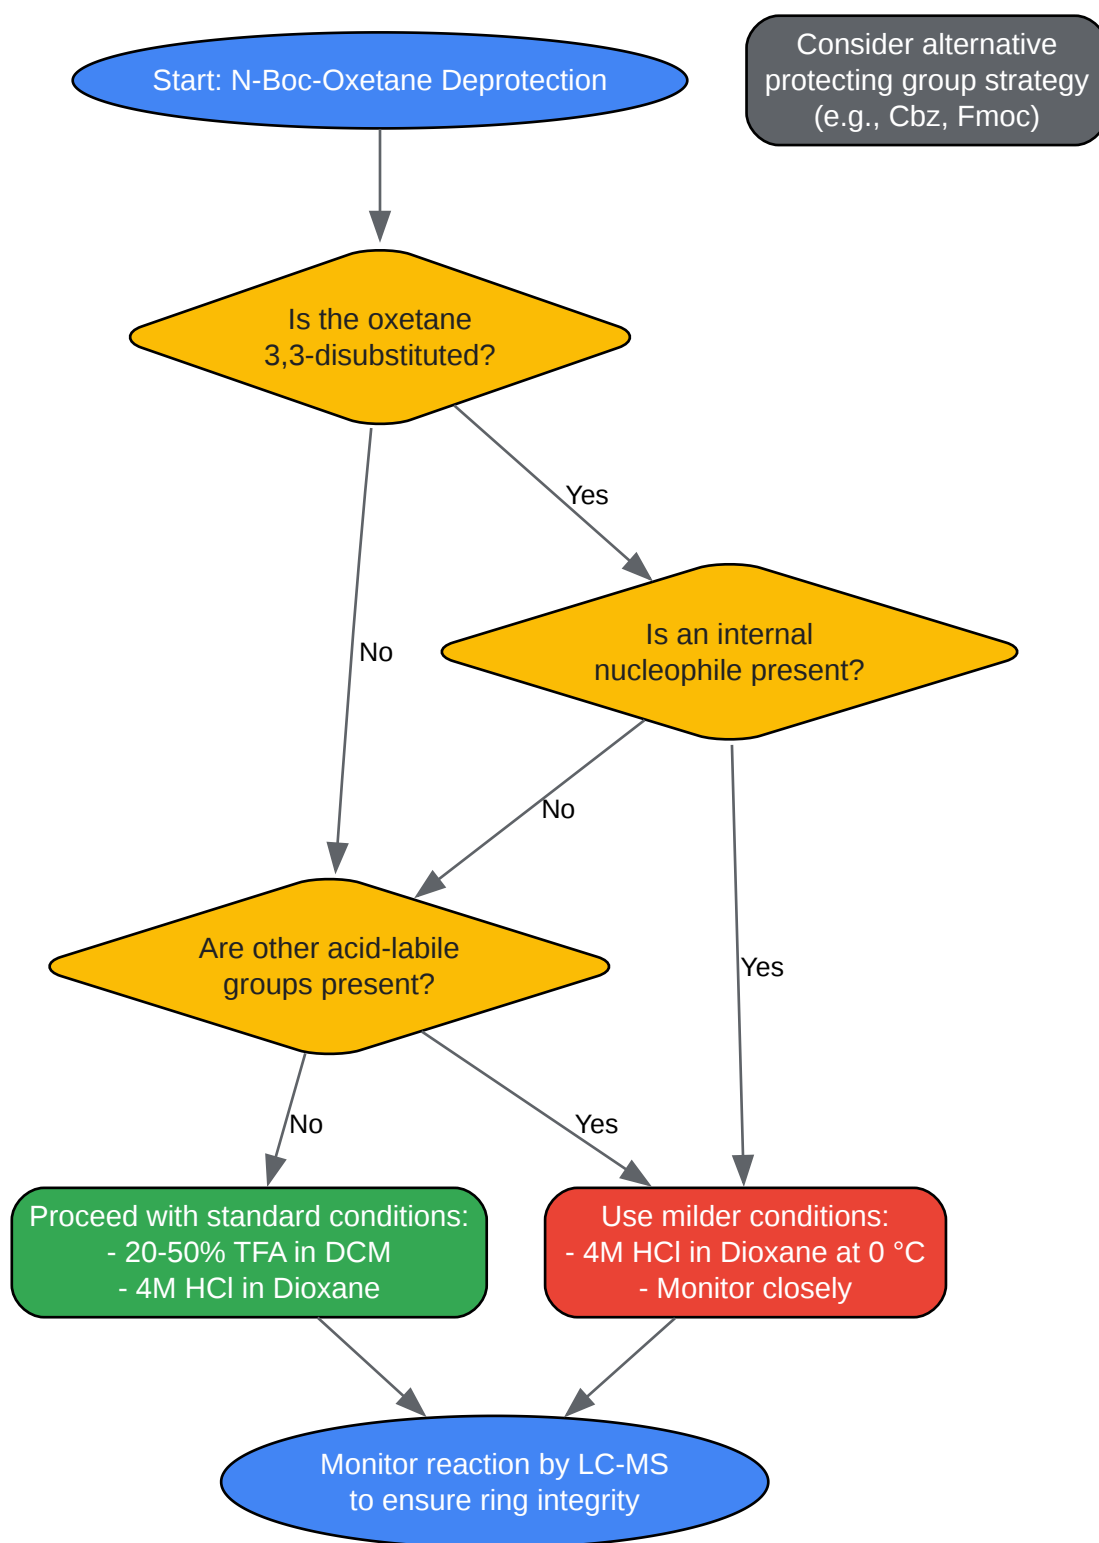 Start: N-Boc-Oxetane Deprotection
Consider alternative
protecting group strategy
(e.g., Cbz, Fmoc)
Is the oxetane
3,3-disubstituted?
Yes
No
Is an internal
nucleophile present?
No
Yes
Are other acid-labile
groups present?
No
Yes
Proceed with standard conditions:
- 20-50% TFA in DCM
- 4M HCl in Dioxane
Use milder conditions:
- 4M HCl in Dioxane at 0 °C
- Monitor closely
Monitor reaction by LC-MS
to ensure ring integrity